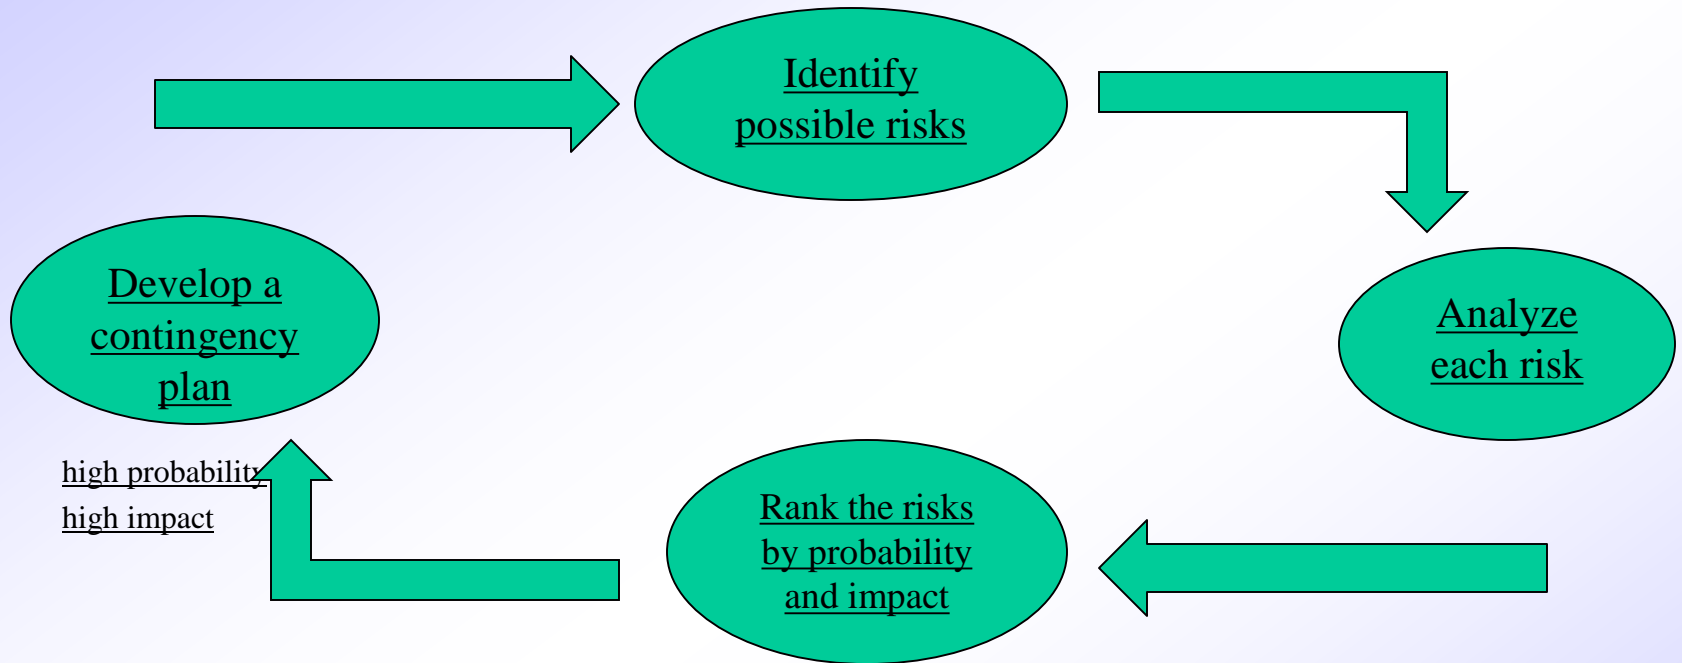 Identify
possible risks
Develop a
contingency
plan
Analyze
each risk
high probability
high impact
Rank the risks
by probability
and impact